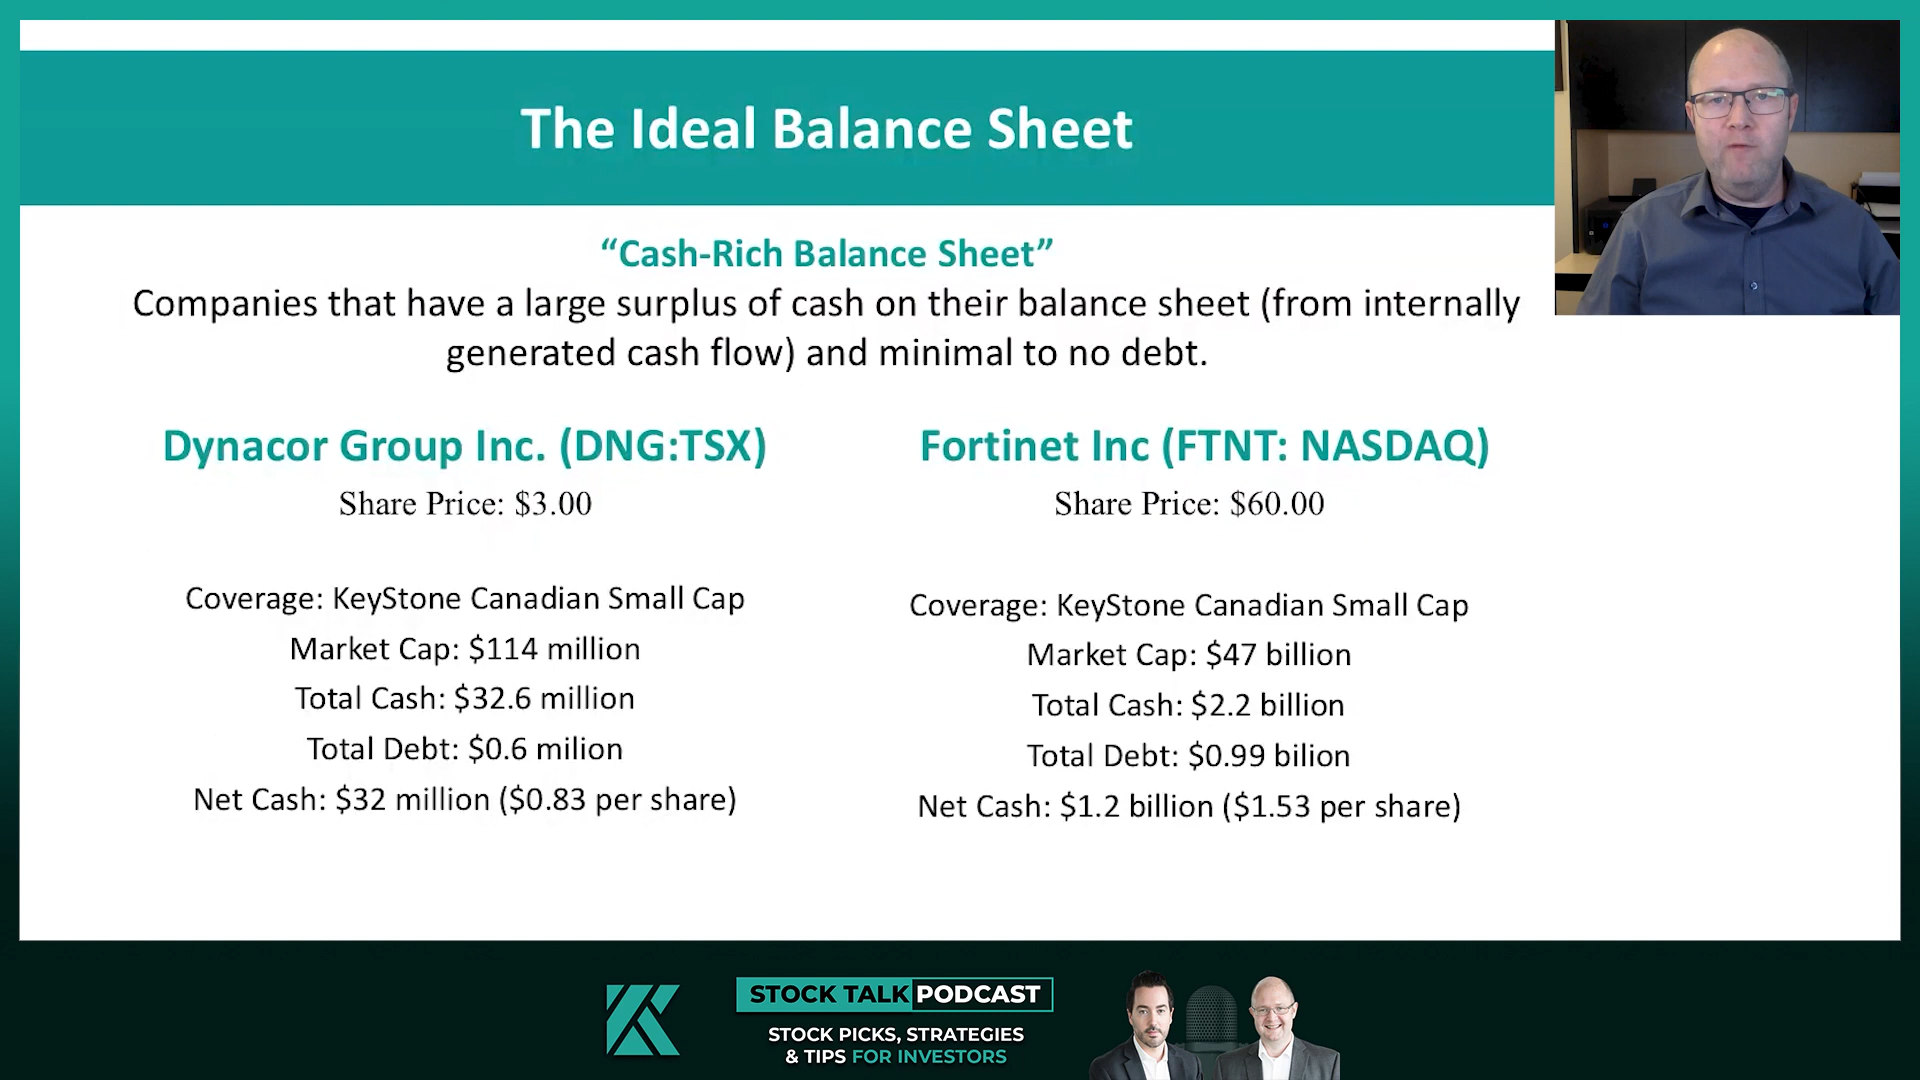 The Ideal Balance Sheet
“Cash-Rich Balance Sheet”
Companies that have a large surplus of cash on their balance sheet (from internally
generated cash flow) and minimal to no debt.
Dynacor Group Inc. (DNG:TSX)
Share Price: $3.00
Coverage: KeyStone Canadian Small Cap
Market Cap: $114 million
Total Cash: $32.6 million
Total Debt: $0.6 milion
Net Cash: $32 million ($0.83 per share)
Fortinet Inc (FTNT: NASDAQ)
Share Price: $60.00
Coverage: KeyStone Canadian Small Cap
Market Cap: $47 billion
Total Cash: $2.2 billion
Total Debt: $0.99 bilion
Net Cash: $1.2 billion ($1.53 per share)
STOCK TALK PODCAST
STOCK PICKS, STRATEGIES
& TIPS FOR INVESTORS